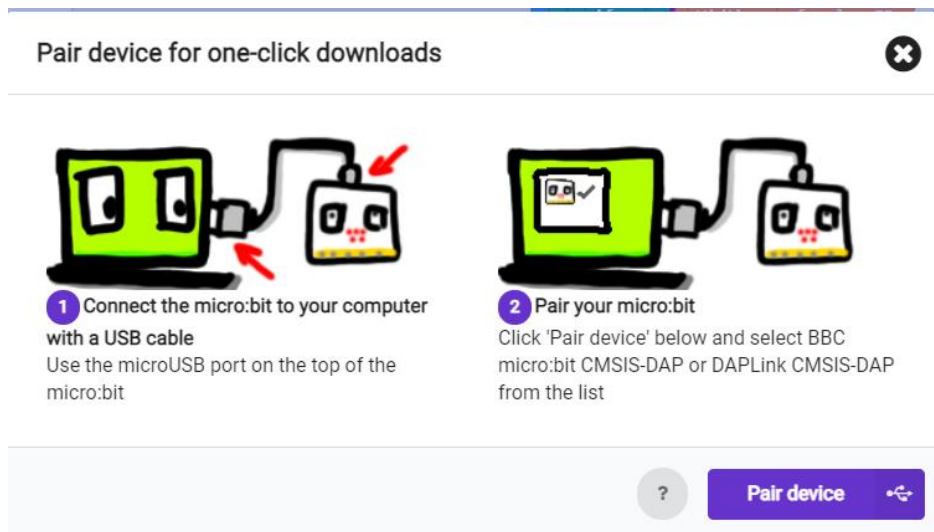 Pair device for one-click downloads
1 Connect the micro:bit to your computer
with a USB cable
Use the microUSB port on the top of the
micro:bit
2 Pair your micro:bit
Click 'Pair device' below and select BBC
micro:bit CMSIS-DAP or DAPLink CMSIS-DAP
from the list
?
Pair device